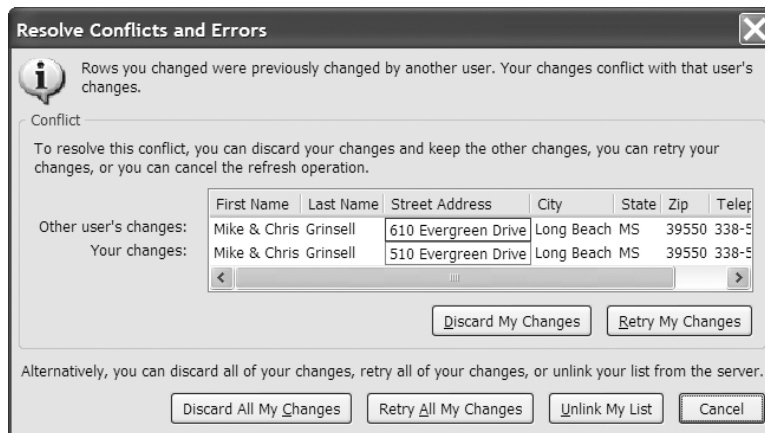 Resolve Conflicts and Errors
Rows you changed were previously changed by another user. Your changes conflict with that user's
changes.
Conflict
To resolve this conflict, you can discard your changes and keep the other changes, you can retry your
changes, or you can cancel the refresh operation.
First Name Last Name Street Address City State Zip Telep
Other user's changes: Mike & Chris Grinsell 610 Evergreen Drive Long Beach MS 39550 338-5
Your changes: Mike & Chris Grinsell 510 Evergreen Drive Long Beach MS 39550 338-5
Discard My Changes Retry My Changes
Alternatively, you can discard all of your changes, retry all of your changes, or unlink your list from the server.
Discard All My Changes Retry All My Changes Unlink My List Cancel